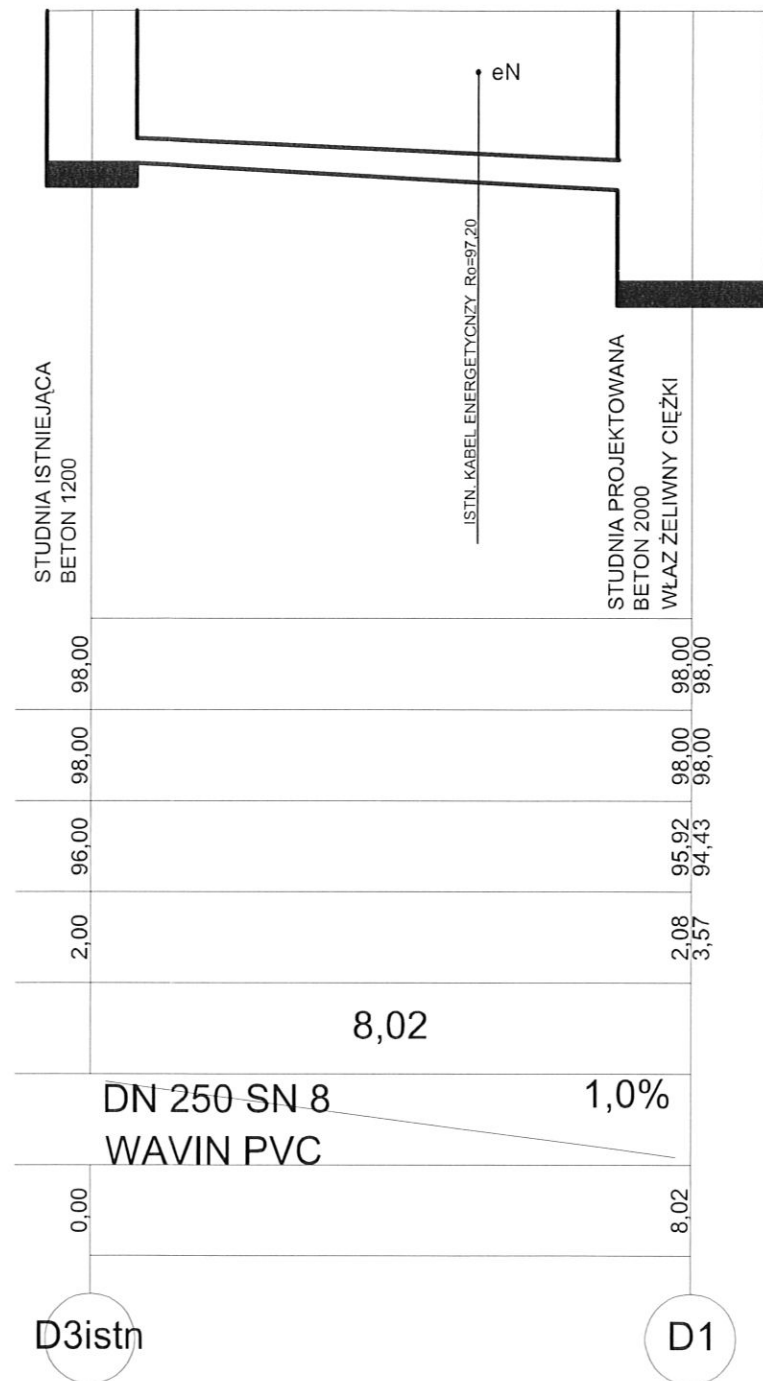 eN
ISTN. KABEL ENERGETYCNZY Ro=97,20
STUDNIA ISTNIEJĄCA
BETON 1200
STUDNIA PROJEKTOWANA
BETON 2000
WŁAZ ŻELIWNY CIĘŻKI
98,00
98,00
98,00
98,00
98,00
98,00
96,00
95,92
94,43
2,00
2,08
3,57
8,02
DN 250 SN 8
1,0%
WAVIN PVC
0,00
8,02
D3istn
D1